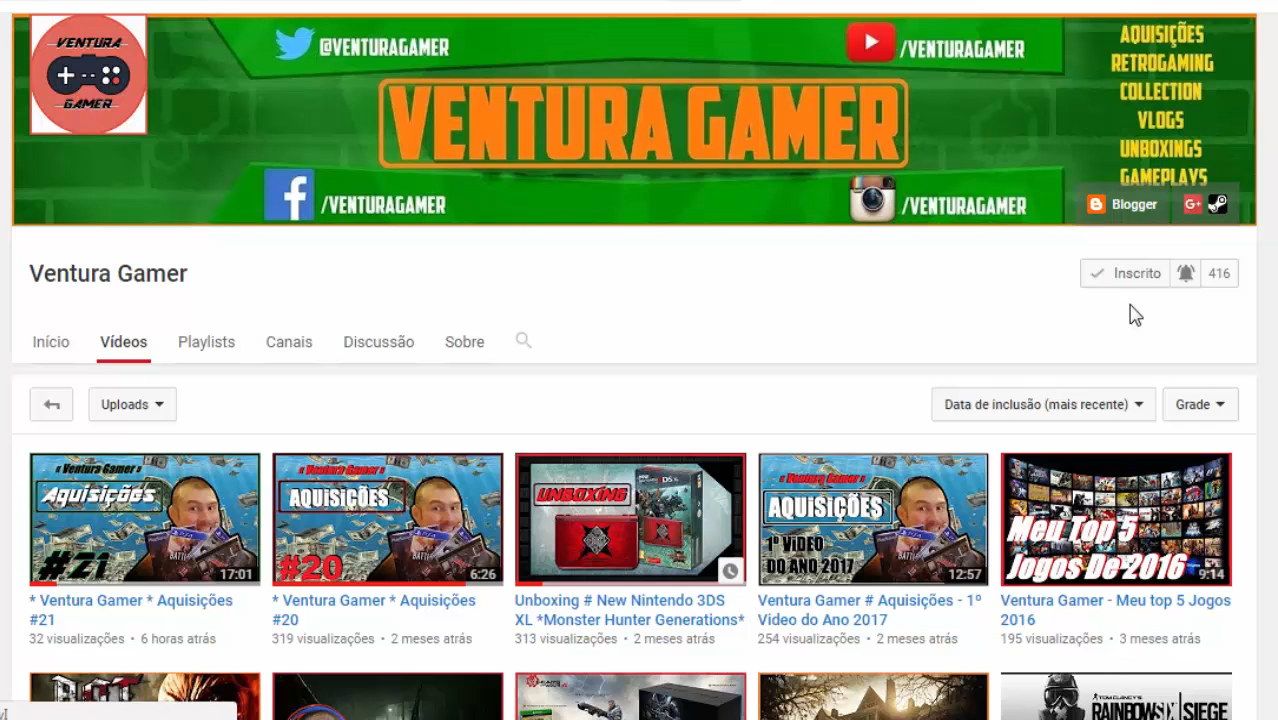 VENTURA
GAMER
@VENTURAGAMER
/VENTURAGAMER
VENTURA GAMER
/VENTURAGAMER
/VENTURAGAMER
AQUISIÇÕES
RETROGAMING
COLLECTION
VLOGS
UNBOXINGS
GAMEPLAYS
Blogger
G+
Ventura Gamer
Inscrito
416
Início
Vídeos
Playlists
Canais
Discussão
Sobre
Uploads
Data de inclusão (mais recente)
Grade
* Ventura Gamer *
Aquisições
#21
17:01
* Ventura Gamer *
AQUISIÇÕES
#20
6:26
UNBOXING
* Ventura Gamer *
AQUISIÇÕES
1º VIDEO
DO ANO 2017
12:57
Meu Top 5
Jogos De 2016
9:14
* Ventura Gamer * Aquisições
#21
32 visualizações • 6 horas atrás
* Ventura Gamer * Aquisições
#20
319 visualizações • 2 meses atrás
Unboxing # New Nintendo 3DS
XL *Monster Hunter Generations*
313 visualizações • 2 meses atrás
Ventura Gamer # Aquisições - 1º
Video do Ano 2017
254 visualizações • 2 meses atrás
Ventura Gamer - Meu top 5 Jogos
2016
195 visualizações • 3 meses atrás
TOM CLANCY'S
RAINBOW SIX | SIEGE